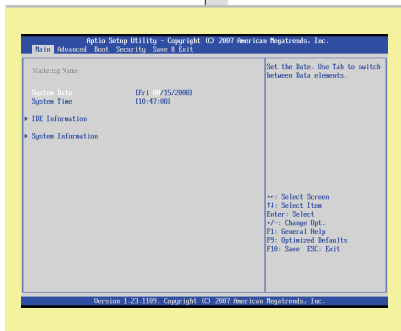 Aptio Setup Utility - Copyright (C) 2007 American Megatrends, Inc.
Main Advanced Boot Security Save & Exit
Marketing Name
System Date [Fri 08/15/2008]
System Time [10:47:08]
▶ IDE Information
▶ System Information
Set the Date. Use Tab to switch
between Data elements.
↔: Select Screen
↑↓: Select Item
Enter: Select
+/-: Change Opt.
F1: General Help
F9: Optimized Defaults
F10: Save ESC: Exit
Version 1.23.1109. Copyright (C) 2007 American Megatrends, Inc.